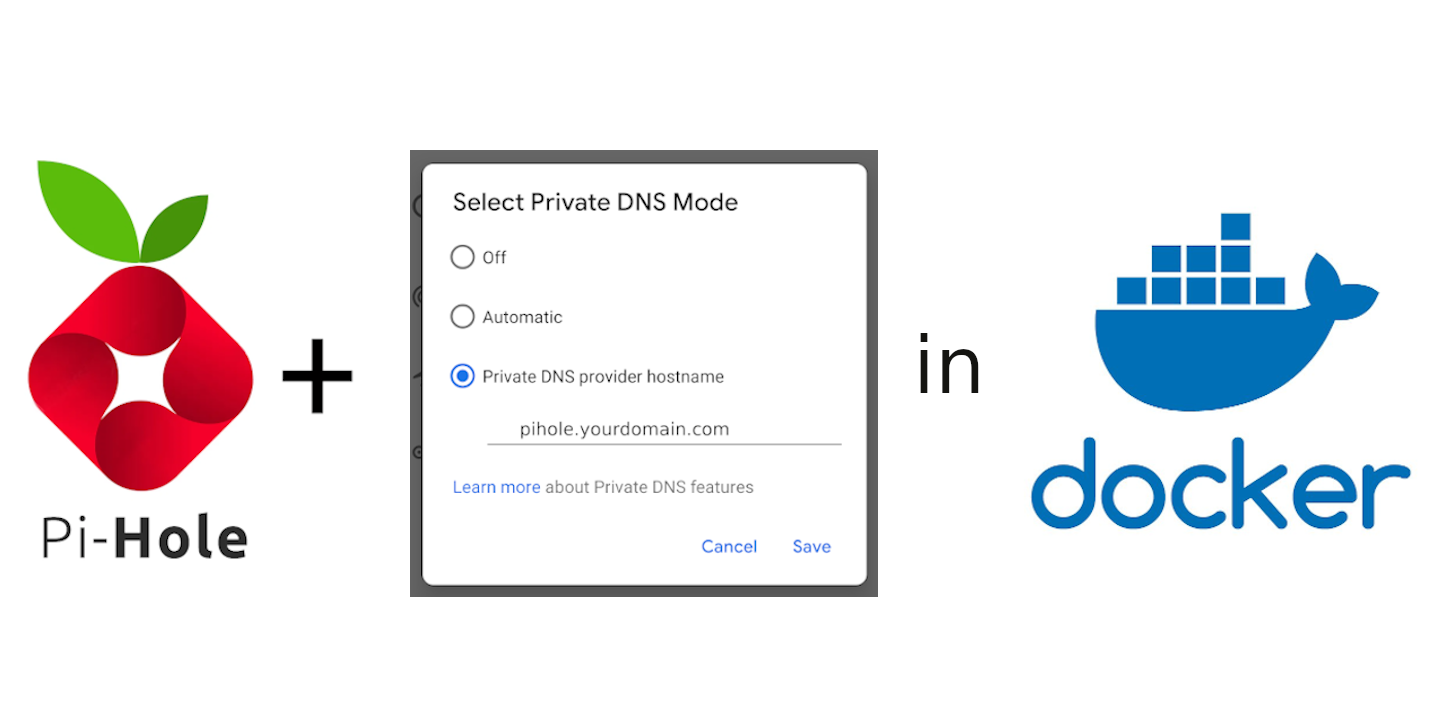 Pi-Hole
+
Select Private DNS Mode
Off
Automatic
Private DNS provider hostname
pihole.yourdomain.com
Learn more about Private DNS features
Cancel Save
in
docker